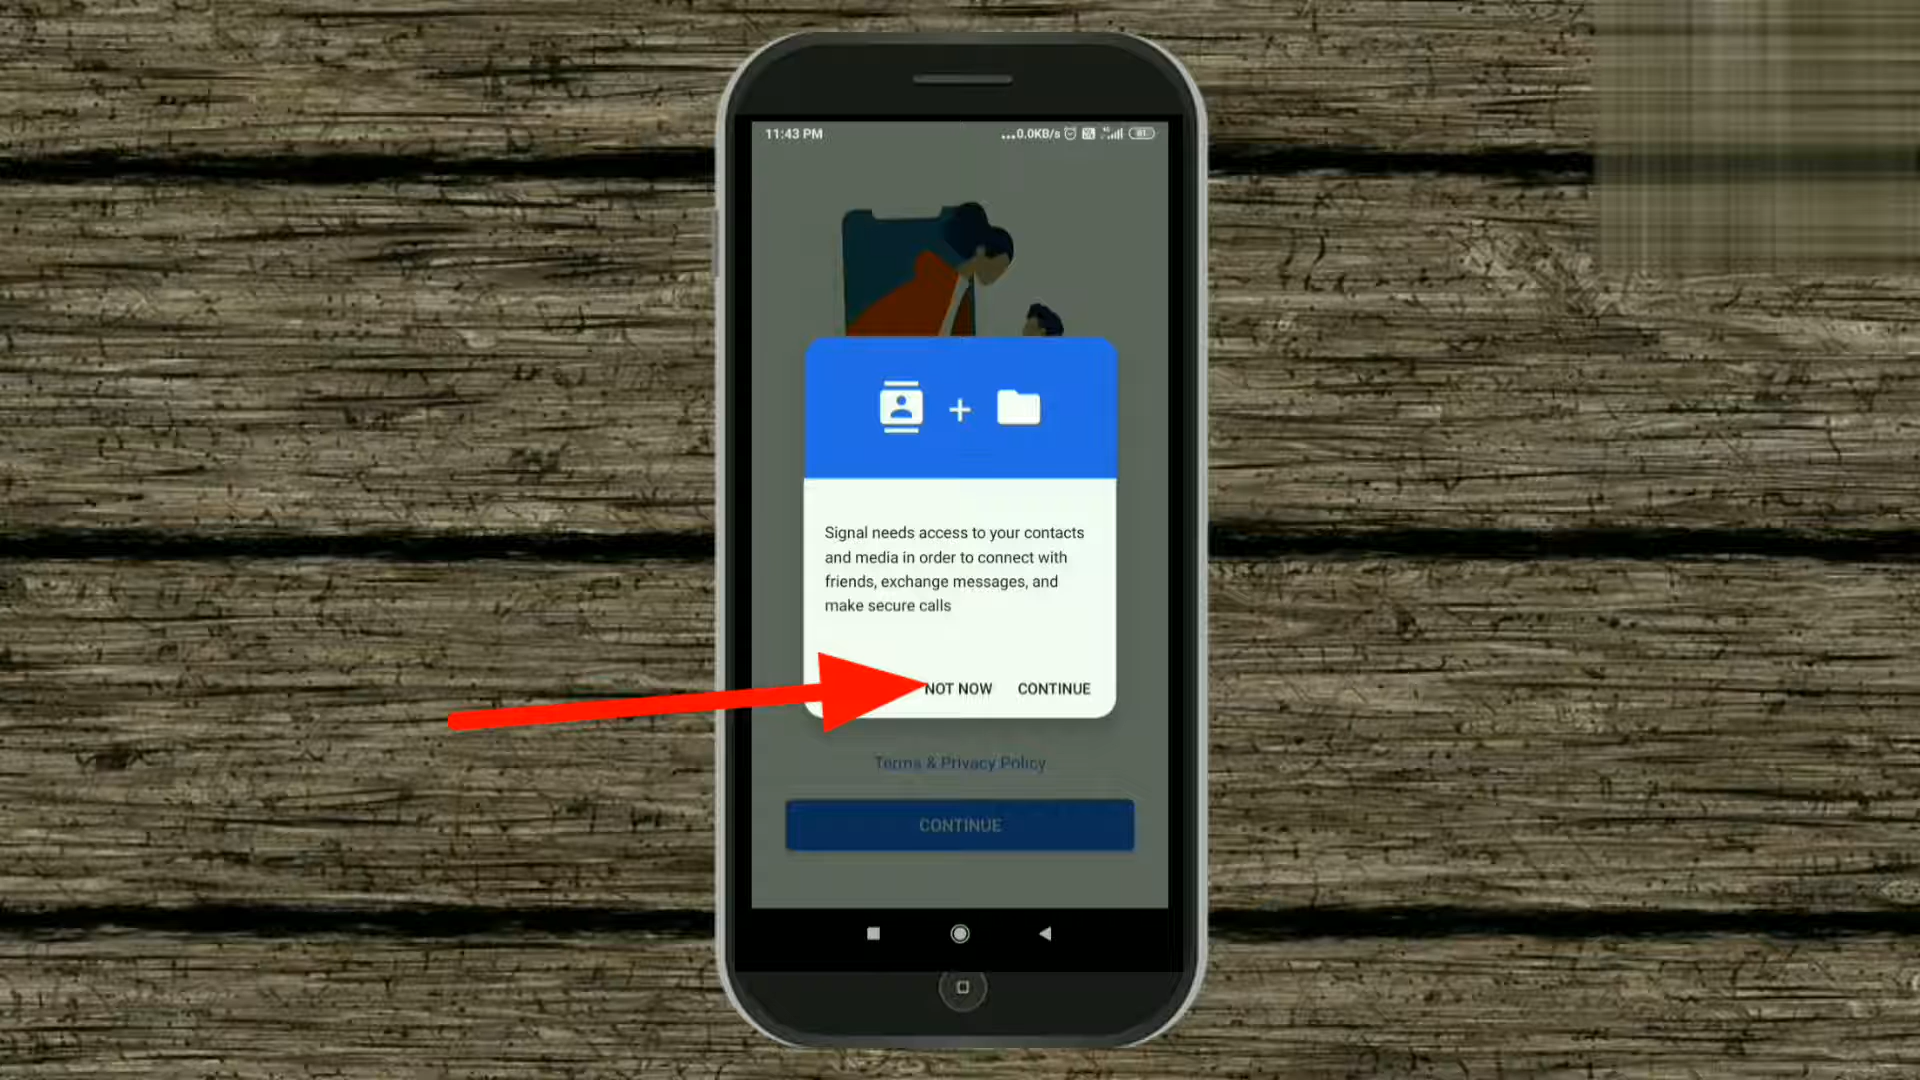 11:43 PM
...0.0KB/s
81
Signal needs access to your contacts
and media in order to connect with
friends, exchange messages, and
make secure calls
NOT NOW CONTINUE
Terms & Privacy Policy
CONTINUE